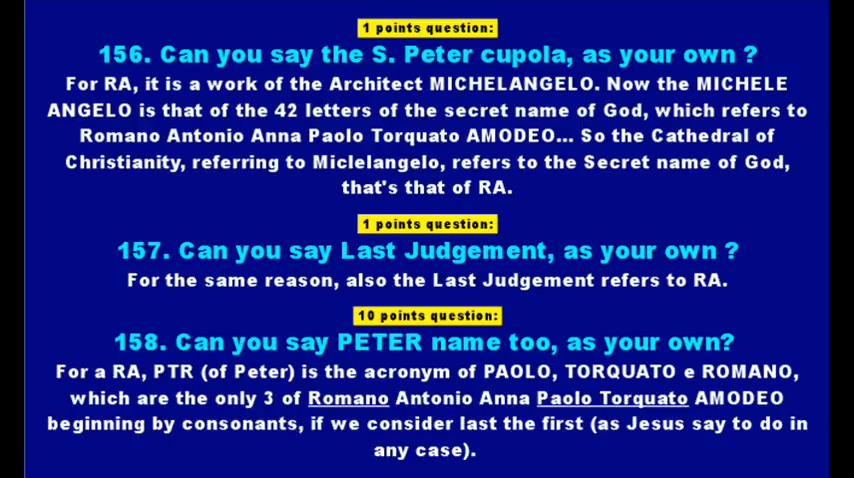 1 points question:
156. Can you say the S. Peter cupola, as your own ?
For RA, it is a work of the Architect MICHELANGELO. Now the MICHELE
ANGELO is that of the 42 letters of the secret name of God, which refers to
Romano Antonio Anna Paolo Torquato AMODEO... So the Cathedral of
Christianity, referring to Miclelangelo, refers to the Secret name of God,
that's that of RA.
1 points question:
157. Can you say Last Judgement, as your own ?
For the same reason, also the Last Judgement refers to RA.
10 points question:
158. Can you say PETER name too, as your own?
For a RA, PTR (of Peter) is the acronym of PAOLO, TORQUATO e ROMANO,
which are the only 3 of Romano Antonio Anna Paolo Torquato AMODEO
beginning by consonants, if we consider last the first (as Jesus say to do in
any case).